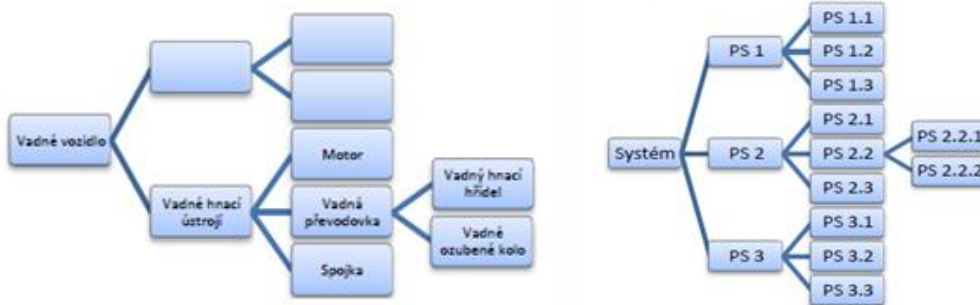 Vadné vozidlo
Vadné hnací
ústrojí
Motor
Vadná
převodovka
Spojka
Vadný hnací
hřídel
Vadné
ozubené kolo
Systém
PS 1
PS 2
PS 3
PS 1.1
PS 1.2
PS 1.3
PS 2.1
PS 2.2
PS 2.3
PS 3.1
PS 3.2
PS 3.3
PS 2.2.1
PS 2.2.2